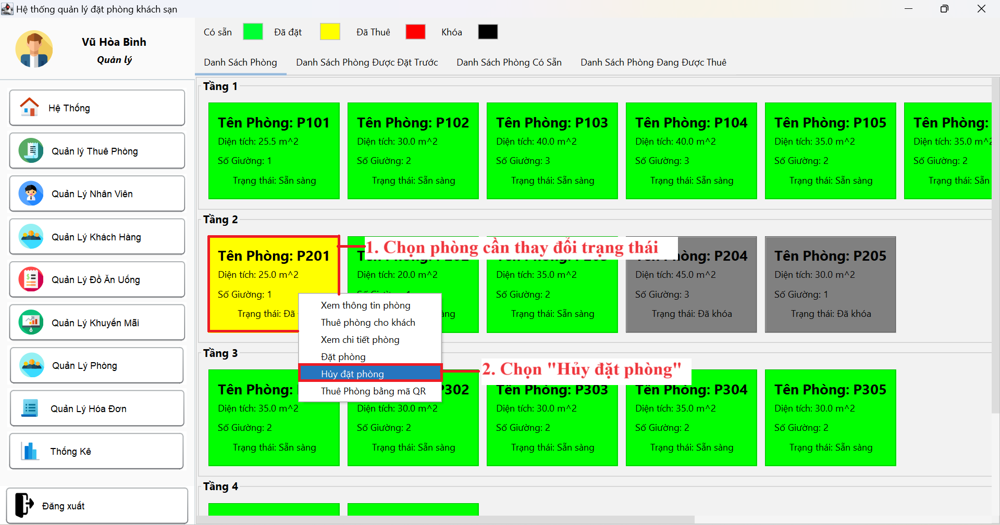 Hệ thống quản lý đặt phòng khách sạn
Vũ Hòa Bình
Quản lý
Hệ Thống
Quản lý Thuê Phòng
Quản Lý Nhân Viên
Quản Lý Khách Hàng
Quản Lý Đồ Ăn Uống
Quản Lý Khuyến Mãi
Quản Lý Phòng
Quản Lý Hóa Đơn
Thống Kê
Đăng xuất
Có sẵn Đã đặt Đã Thuê Khóa
Danh Sách Phòng Danh Sách Phòng Được Đặt Trước Danh Sách Phòng Có Sẵn Danh Sách Phòng Đang Được Thuê
Tầng 1
Tên Phòng: P101 Tên Phòng: P102 Tên Phòng: P103 Tên Phòng: P104 Tên Phòng: P105 Tên Phòng:
Diện tích: 25.5 m^2 Diện tích: 30.0 m^2 Diện tích: 40.0 m^2 Diện tích: 40.0 m^2 Diện tích: 35.0 m^2 Diện tích: 35.0 m^2
Số Giường: 1 Số Giường: 2 Số Giường: 3 Số Giường: 3 Số Giường: 2 Số Giường: 2
Trạng thái: Sẵn sàng Trạng thái: Sẵn sàng Trạng thái: Sẵn sàng Trạng thái: Sẵn sàng Trạng thái: Sẵn sàng Trạng thái: Sẵn
Tầng 2
1. Chọn phòng cần thay đổi trạng thái
Tên Phòng: P201 P204 Tên Phòng: P205
Diện tích: 25.0 m^2 Diện tích: 20.0 m^2 Diện tích: 35.0 m^2 Diện tích: 45.0 m^2 Diện tích: 30.0 m^2
Số Giường: 1 Số Giường: 2 Số Giường: 3 Số Giường: 1
Trạng thái: Đã Trạng thái: Sẵn sàng Trạng thái: Đã khóa Trạng thái: Đã khóa
Xem thông tin phòng
Thuê phòng cho khách
Xem chi tiết phòng
Đặt phòng
Hủy đặt phòng
Thuê Phòng bằng mã QR
2. Chọn "Hủy đặt phòng"
Tầng 3
Tên Phòng: P302 Tên Phòng: P303 Tên Phòng: P304 Tên Phòng: P305
Diện tích: 35.0 m^2 Diện tích: 30.0 m^2 Diện tích: 30.0 m^2 Diện tích: 35.0 m^2 Diện tích: 30.0 m^2
Số Giường: 2 Số Giường: 2 Số Giường: 2 Số Giường: 2 Số Giường: 2
Trạng thái: Sẵn sàng Trạng thái: Sẵn sàng Trạng thái: Sẵn sàng Trạng thái: Sẵn sàng Trạng thái: Sẵn sàng
Tầng 4